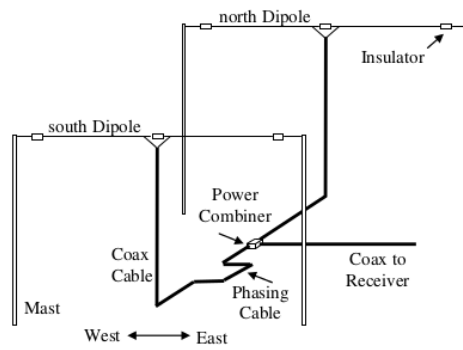 north Dipole
Insulator
south Dipole
Power
Combiner
Coax
Cable
Coax to
Receiver
Phasing
Cable
Mast
West
East